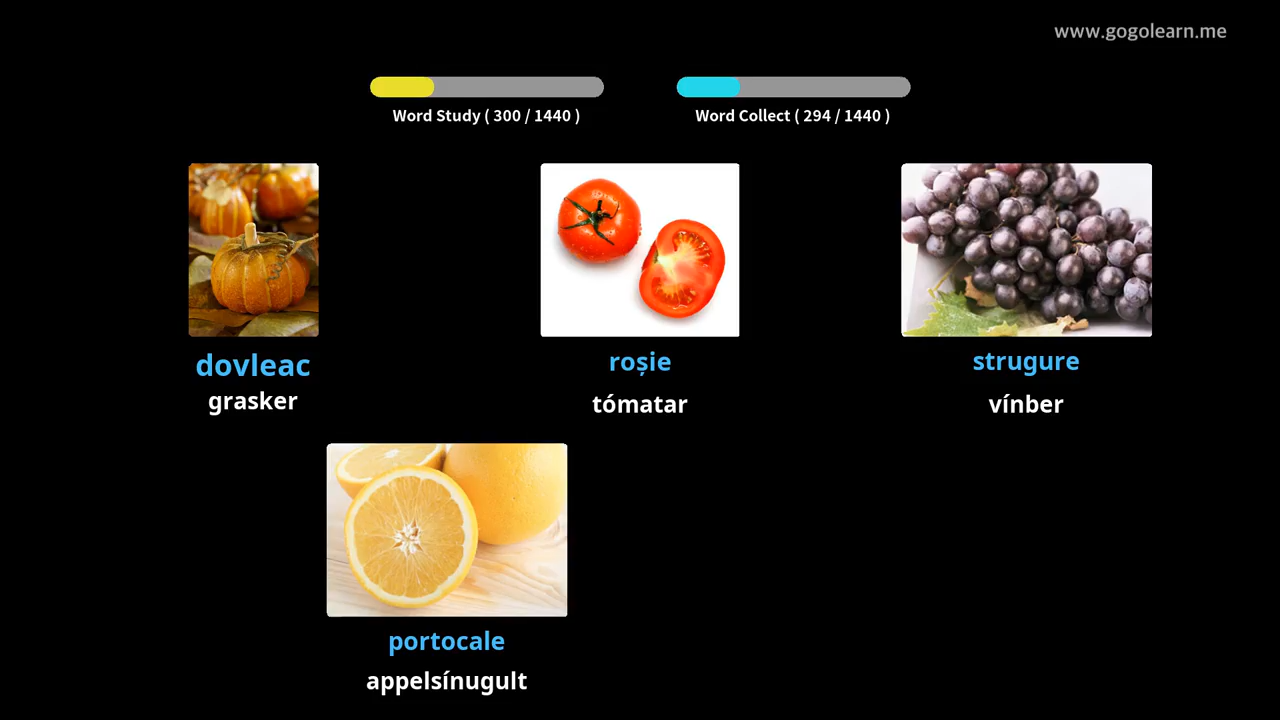 www.gogolearn.me
Word Study ( 300 / 1440 )
Word Collect ( 294 / 1440 )
dovleac
grasker
roșie
tómatar
strugure
vínber
portocale
appelsínugult